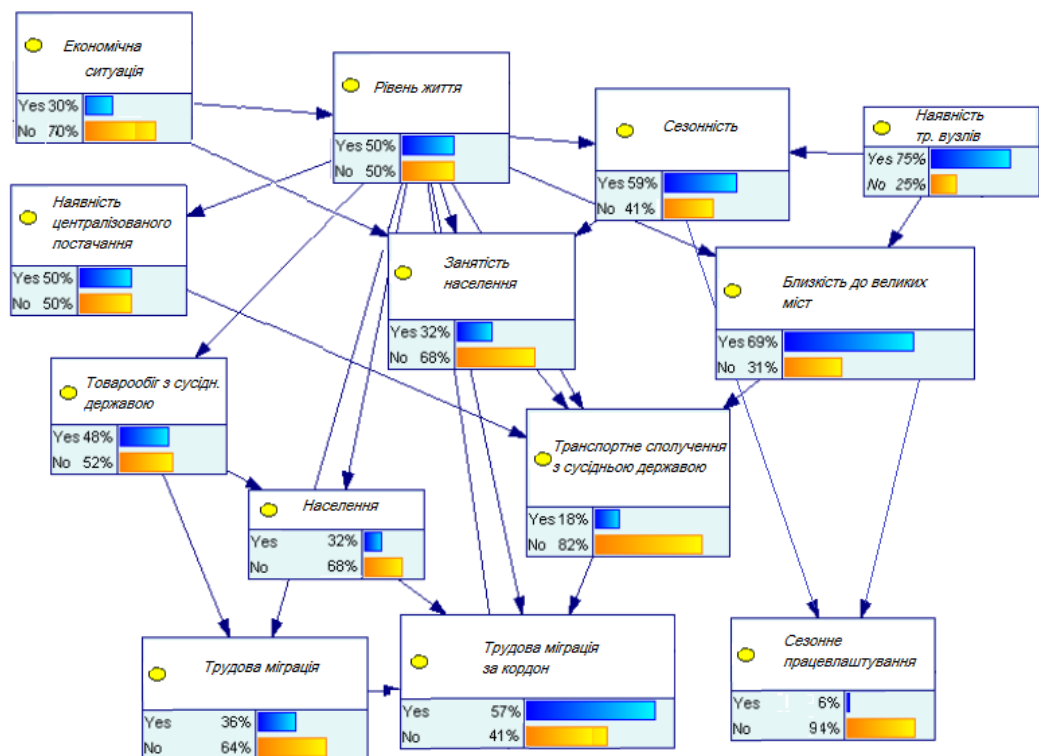 Економічна
ситуація
Yes 30%
No 70%
Рівень життя
Yes 50%
No 50%
Сезонність
Yes 59%
No 41%
Наявність
тр. вузлів
Yes 75%
No 25%
Наявність
централізованого
постачання
Yes 50%
No 50%
Занятість
населення
Yes 32%
No 68%
Близкість до великих
міст
Yes 69%
No 31%
Товарообіг з сусідн.
державою
Yes 48%
No 52%
Транспортне сполучення
з сусідньою державою
Yes 18%
No 82%
Населення
Yes 32%
No 68%
Трудова міграція
Yes 36%
No 64%
Трудова міграція
за кордон
Yes 57%
No 41%
Сезонне
працевлаштування
Yes 6%
No 94%